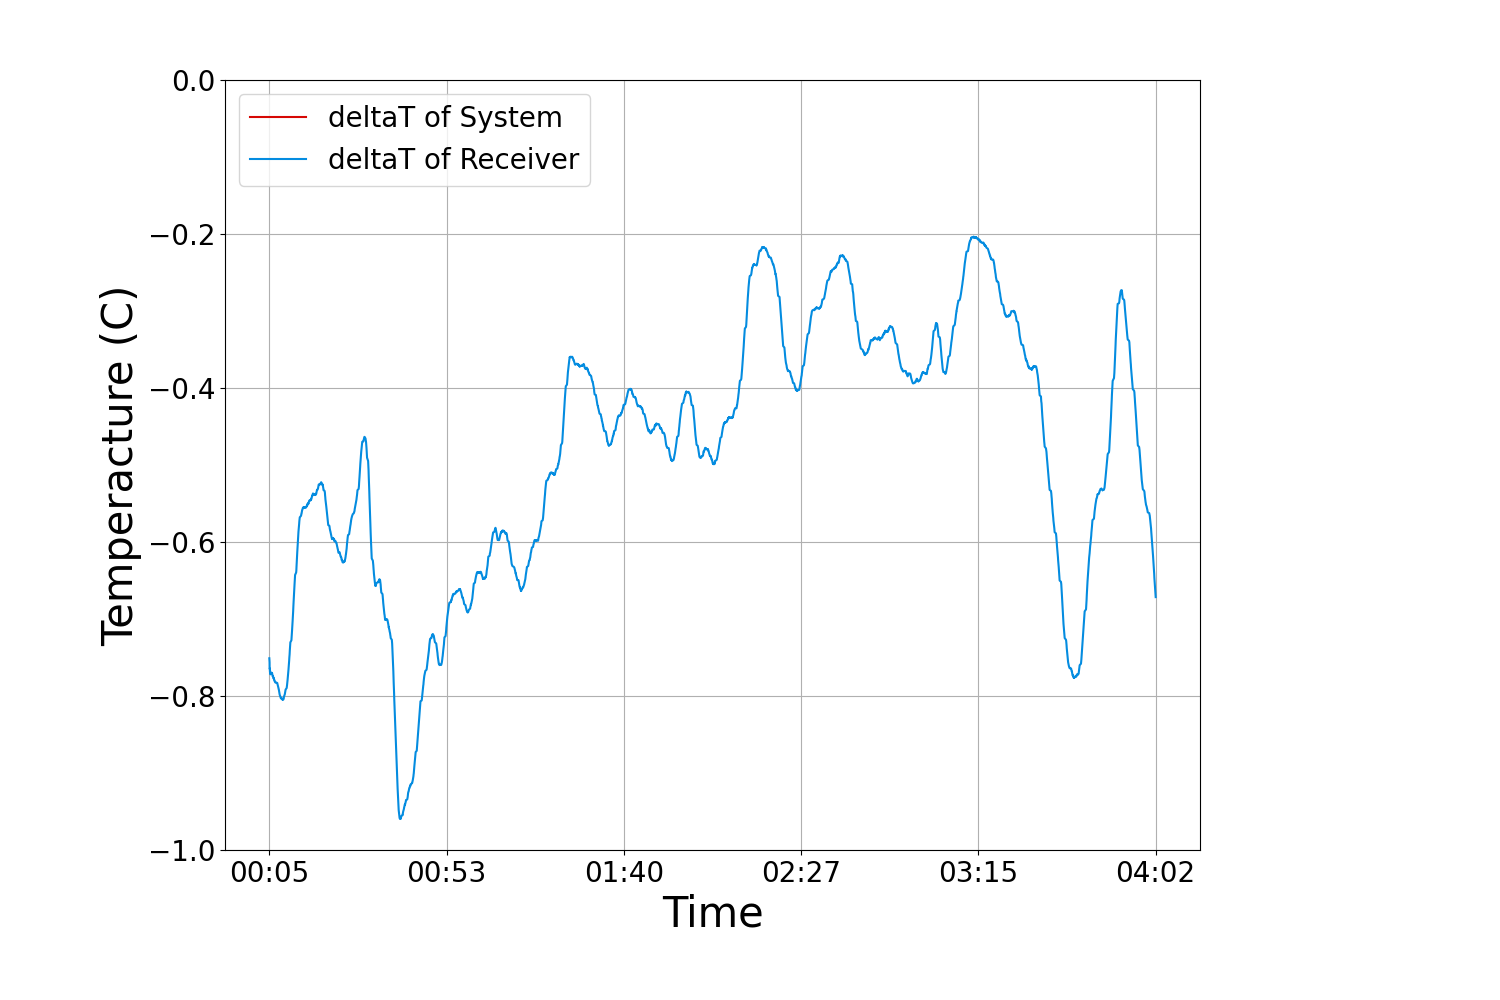 0.0
−0.2
−0.4
−0.6
−0.8
−1.0
Temperacture (C)
deltaT of System
deltaT of Receiver
00:05 00:53 01:40 02:27 03:15 04:02
Time